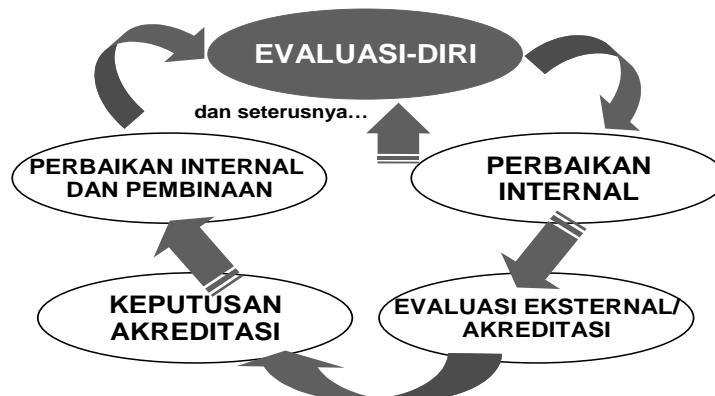 EVALUASI-DIRI
dan seterusnya…
PERBAIKAN INTERNAL
DAN PEMBINAAN
PERBAIKAN
INTERNAL
KEPUTUSAN
AKREDITASI
EVALUASI EKSTERNAL/
AKREDITASI